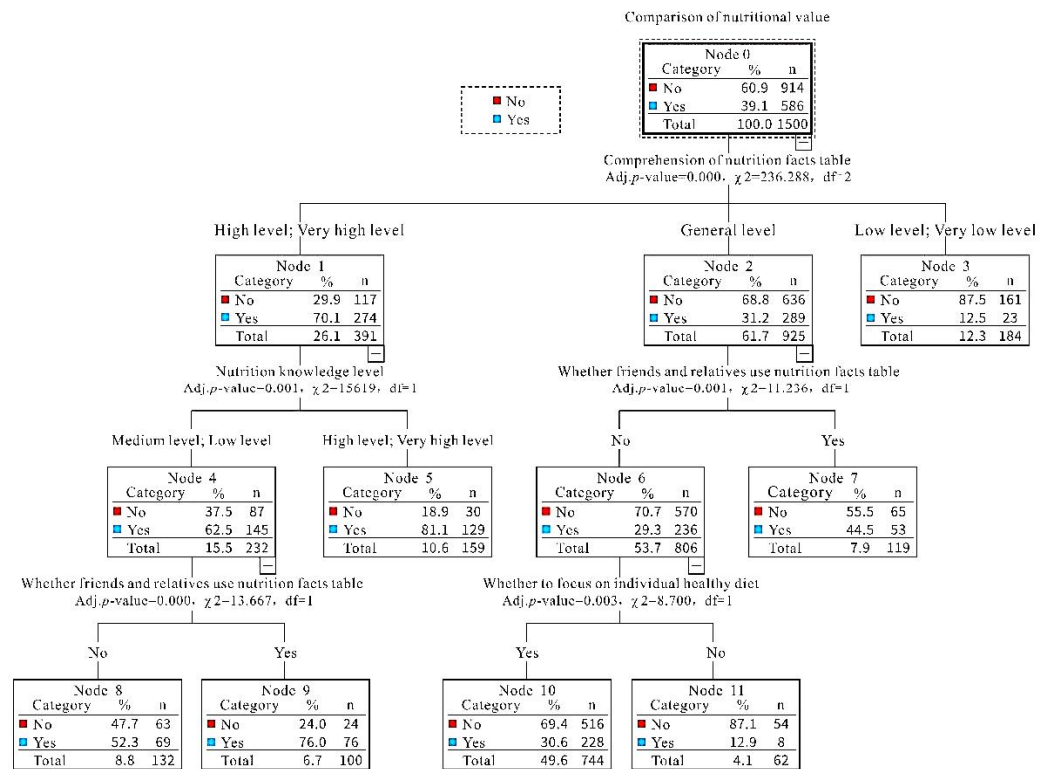 Comparison of nutritional value
Node 0
Category % n
No 60.9 914
Yes 39.1 586
Total 100.0 1500
No
Yes
Comprehension of nutrition facts table
Adj.p-value=0.000, χ2=236.288, df=2
High level; Very high level
General level
Low level; Very low level
Node 1
Category % n
No 29.9 117
Yes 70.1 274
Total 26.1 391
Node 2
Category % n
No 68.8 636
Yes 31.2 289
Total 61.7 925
Node 3
Category % n
No 87.5 161
Yes 12.5 23
Total 12.3 184
Nutrition knowledge level
Adj.p-value=0.001, χ2=15619, df=1
Whether friends and relatives use nutrition facts table
Adj.p-value=0.001, χ2=11.236, df=1
Medium level; Low level
High level; Very high level
No
Yes
Node 4
Category % n
No 37.5 87
Yes 62.5 145
Total 15.5 232
Node 5
Category % n
No 18.9 30
Yes 81.1 129
Total 10.6 159
Node 6
Category % n
No 70.7 570
Yes 29.3 236
Total 53.7 806
Node 7
Category % n
No 55.5 65
Yes 44.5 53
Total 7.9 119
Whether friends and relatives use nutrition facts table
Adj.p-value=0.000, χ2=13.667, df=1
Whether to focus on individual healthy diet
Adj.p-value=0.003, χ2=8.700, df=1
No
Yes
Yes
No
Node 8
Category % n
No 47.7 63
Yes 52.3 69
Total 8.8 132
Node 9
Category % n
No 24.0 24
Yes 76.0 76
Total 6.7 100
Node 10
Category % n
No 69.4 516
Yes 30.6 228
Total 49.6 744
Node 11
Category % n
No 87.1 54
Yes 12.9 8
Total 4.1 62